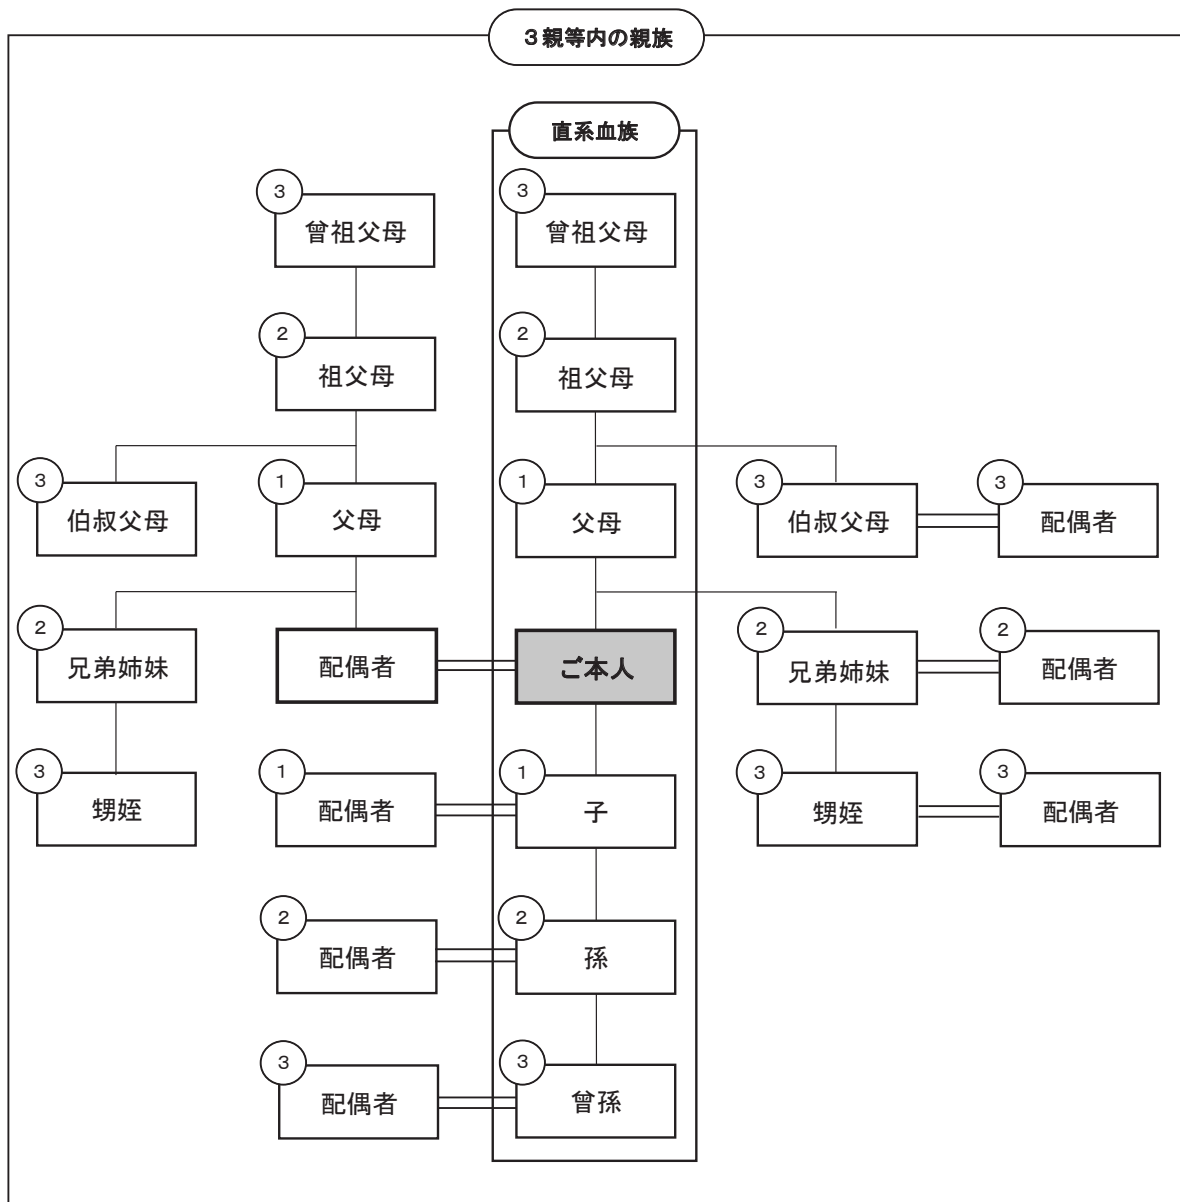 ３親等内の親族
直系血族
3
曾祖父母
3
曾祖父母
2
祖父母
2
祖父母
3
伯叔父母
1
父母
1
父母
3
伯叔父母
3
配偶者
2
兄弟姉妹
配偶者
ご本人
2
兄弟姉妹
2
配偶者
3
甥姪
1
配偶者
1
子
3
甥姪
3
配偶者
2
配偶者
2
孫
3
配偶者
3
曾孫